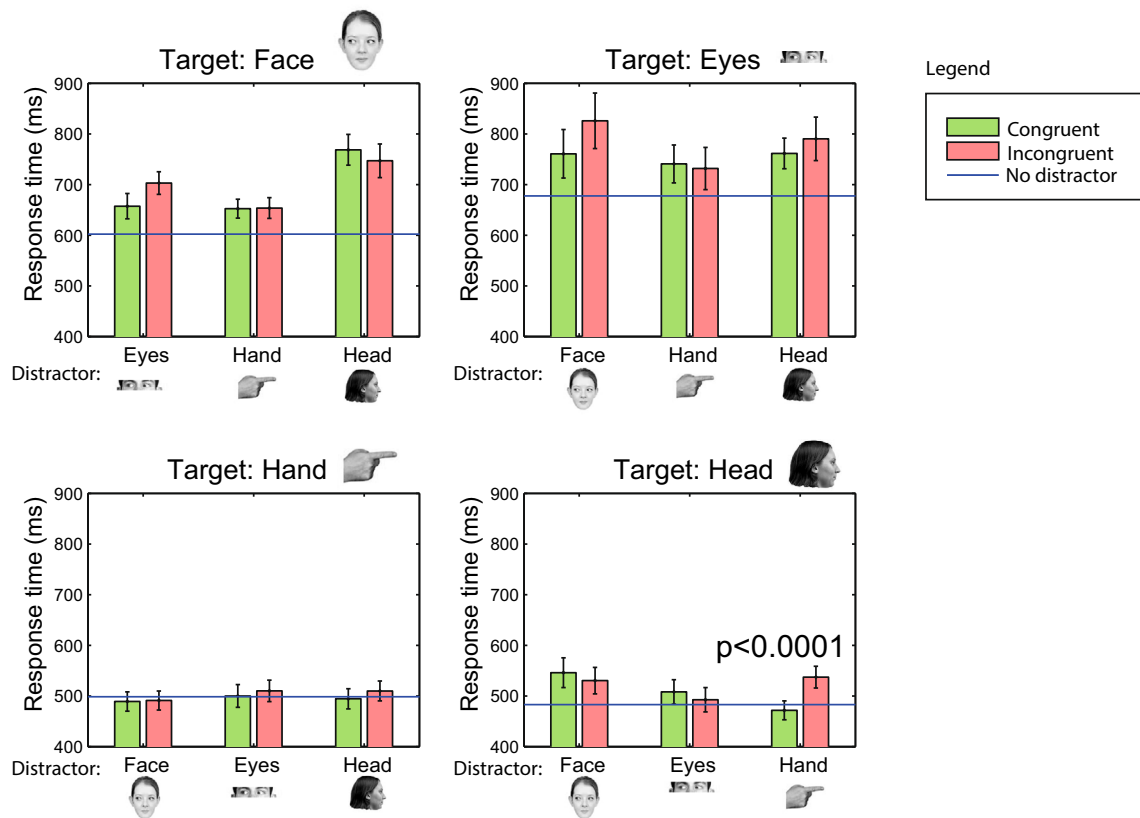 Target: Face
900
800
700
600
500
400
Response time (ms)
Eyes Hand Head
Distractor:
Target: Eyes
900
800
700
600
500
400
Response time (ms)
Face Hand Head
Distractor:
Legend
Congruent
Incongruent
No distractor
Target: Hand
900
800
700
600
500
400
Response time (ms)
Face Eyes Head
Distractor:
Target: Head
900
800
700
600
500
400
Response time (ms)
p<0.0001
Face Eyes Hand
Distractor: